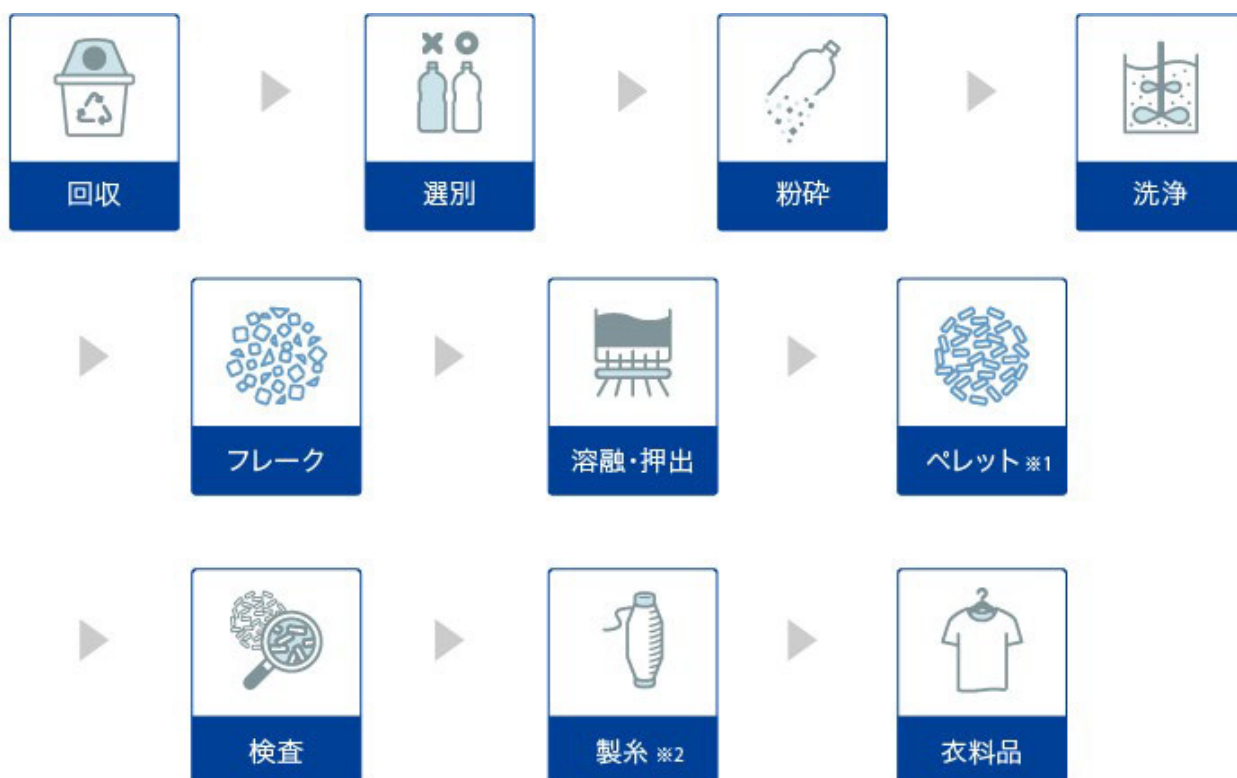 回収
選別
粉砕
洗浄
フレーク
溶融・押出
ペレット ※1
検査
製糸 ※2
衣料品